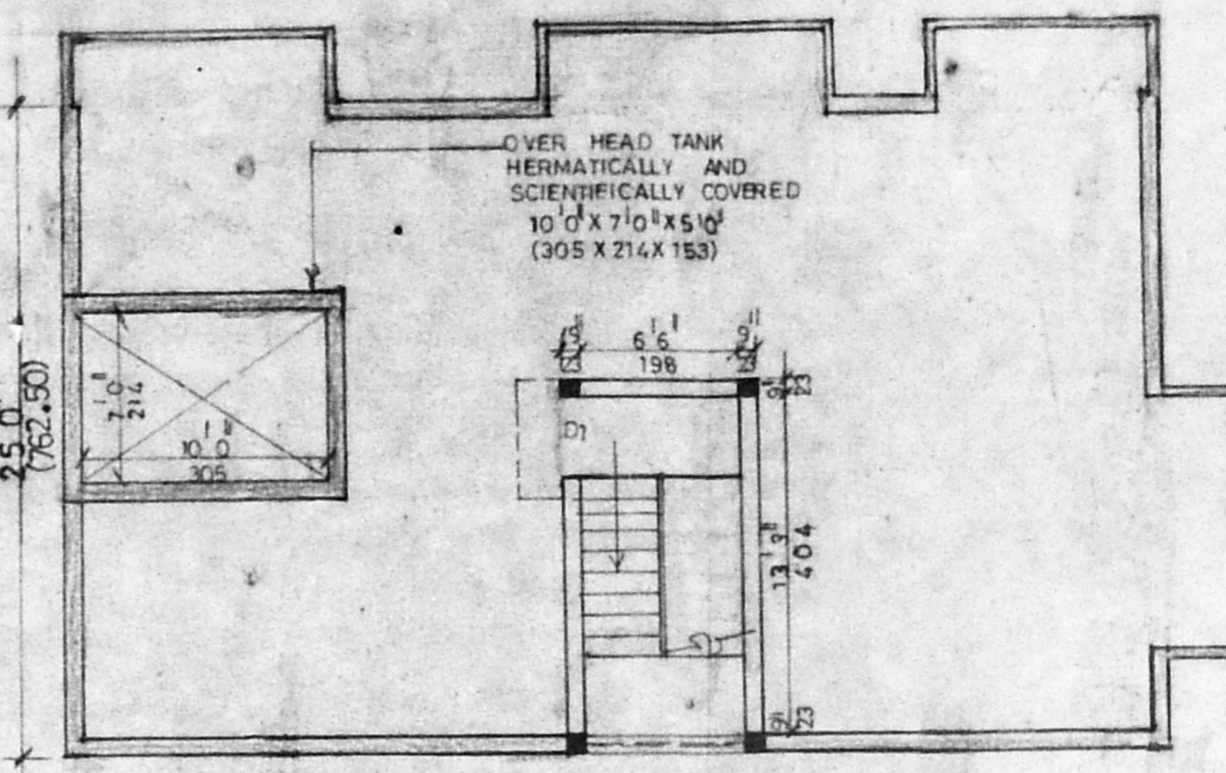 OVER HEAD TANK
HERMATICALLY AND
SCIENTIFICALLY COVERED
10'0" X 7'0" X 5'0"
(305 X 214 X 153)
9" 6'6" 9"
23 198 23
9"
23
7'0"
214
10'0"
305
25'0"
(762.50)
D1
13'3"
404
9"
23